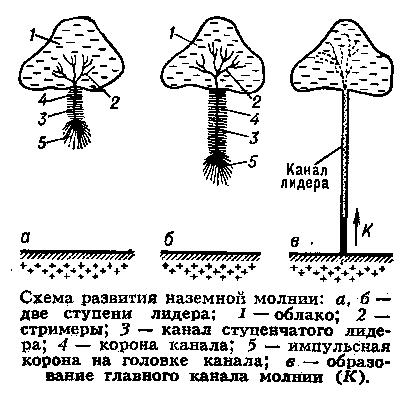 1
4
3
5
2
1
2
4
3
5
Канал
лидера
K
а
б
в
Схема развития наземной молнии: а, б —
две ступени лидера; 1 — облако; 2 —
стримеры; 3 — канал ступенчатого лиде-
ра; 4 — корона канала; 5 — импульсная
корона на головке канала; в — образо-
вание главного канала молнии (К).